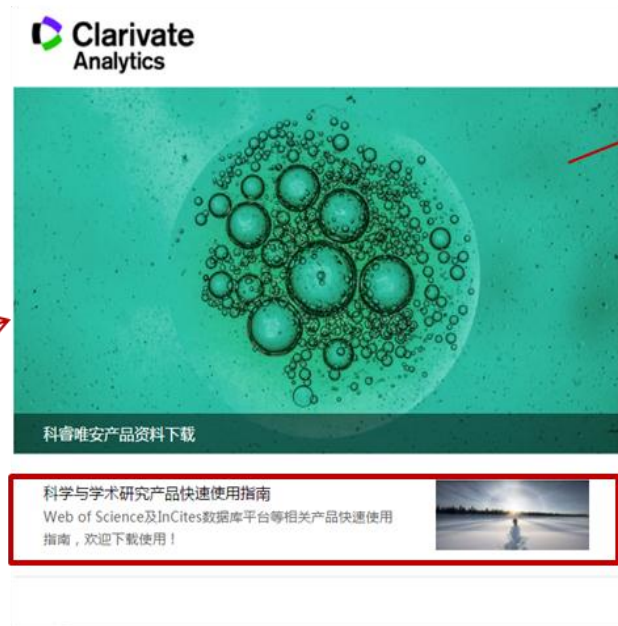 Clarivate
Analytics
科睿唯安产品资料下载
科学与学术研究产品快速使用指南
Web of Science及InCites数据库平台等相关产品快速使用
指南，欢迎下载使用！